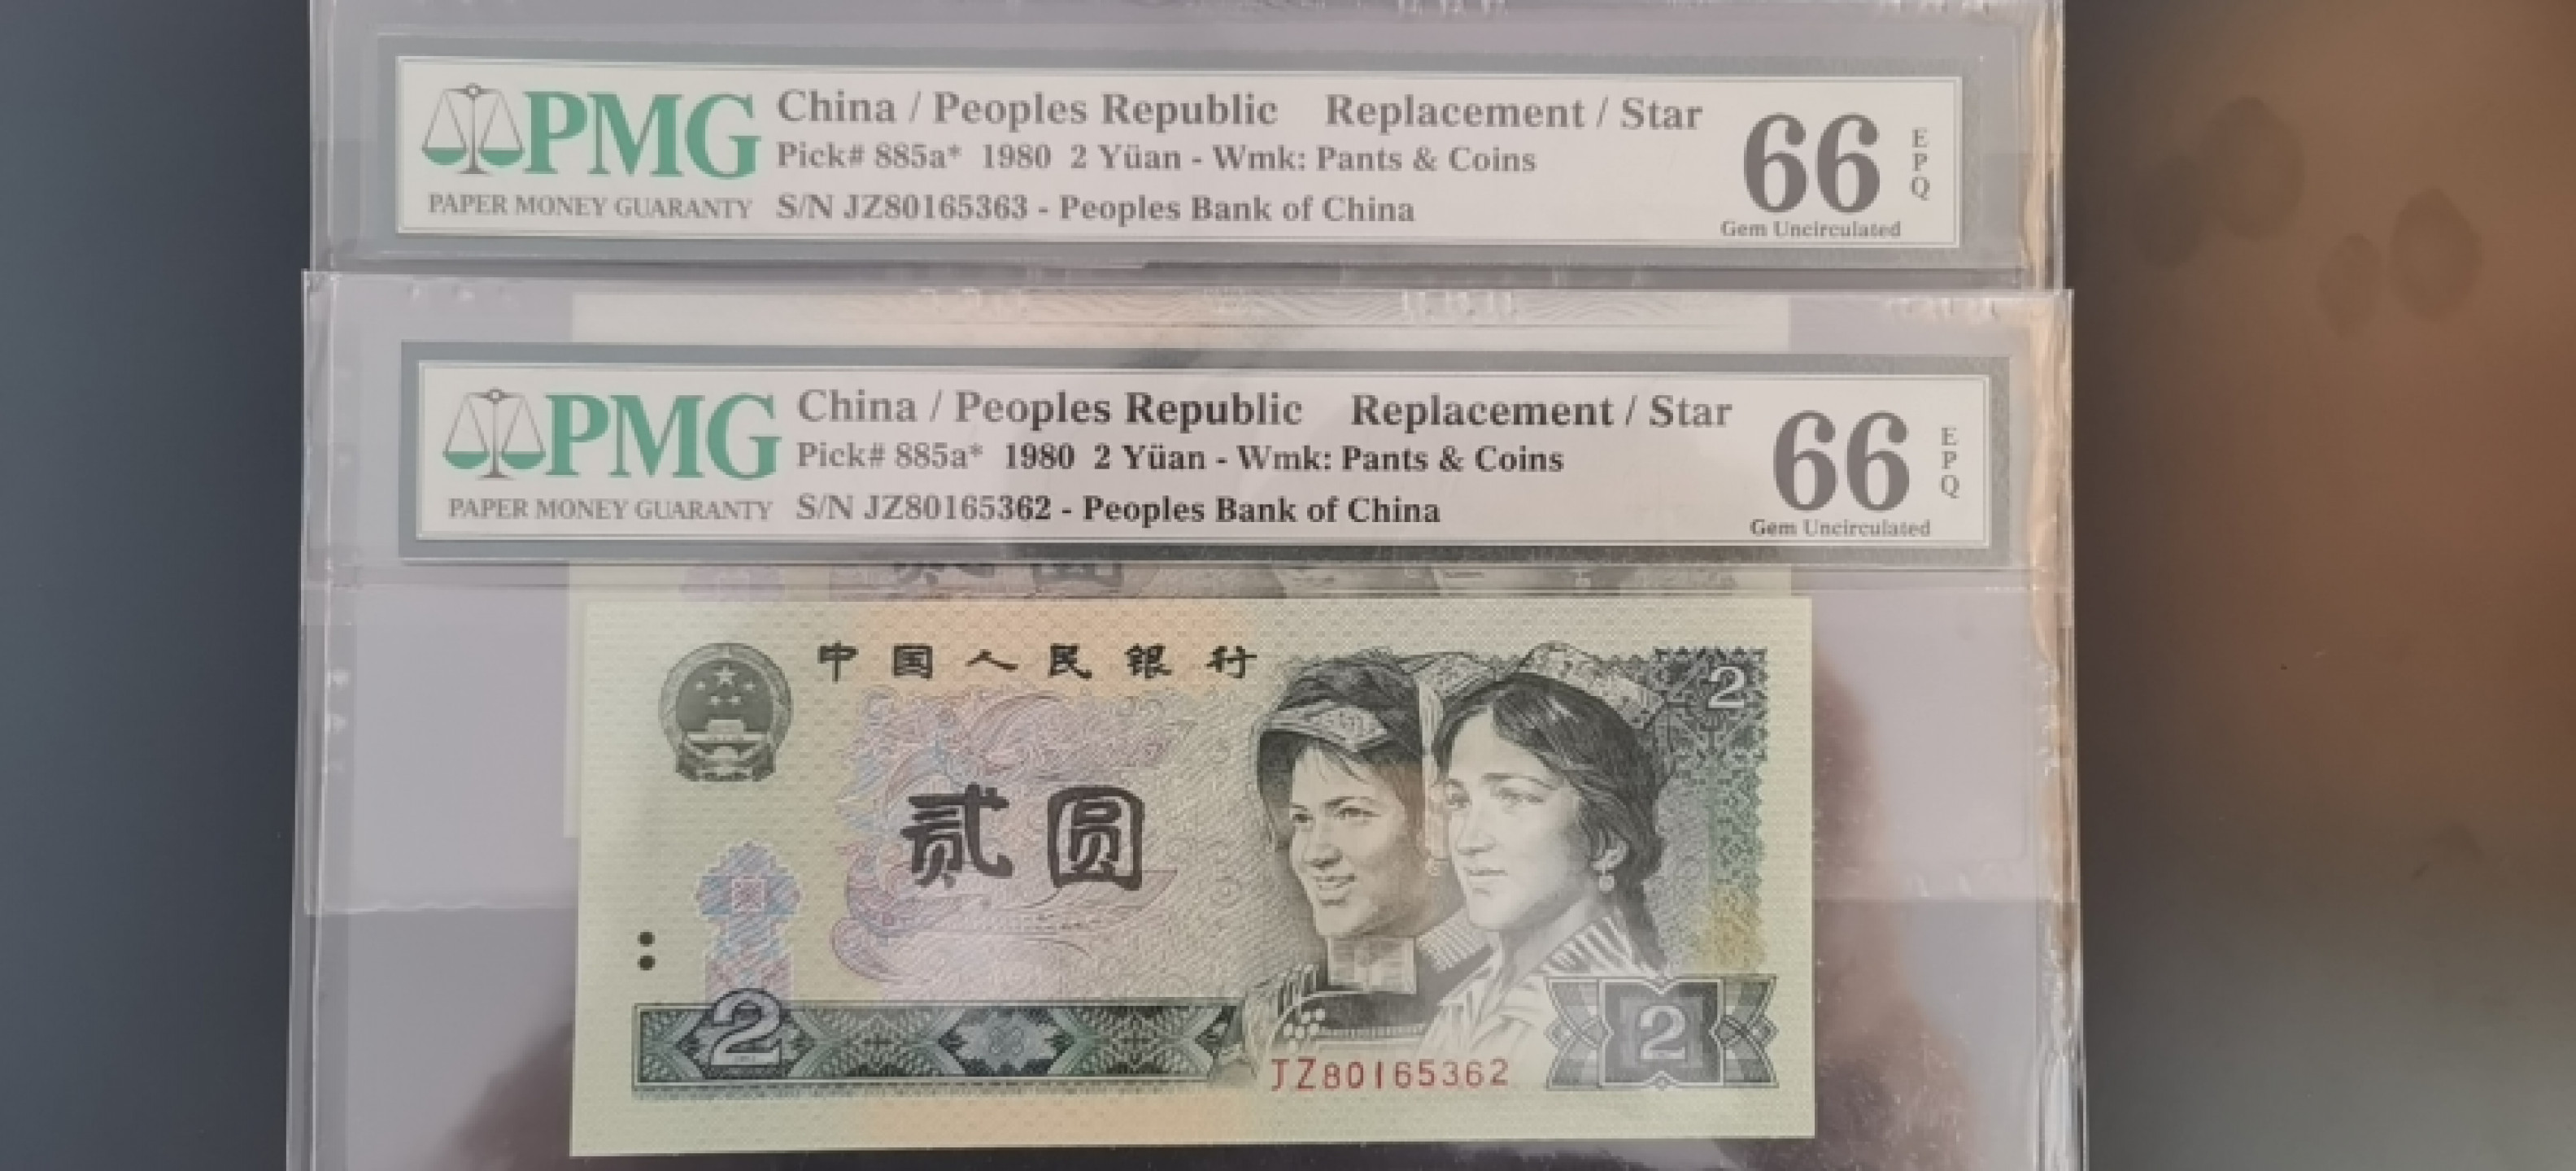 PMG
PAPER MONEY GUARANTY
China / Peoples Republic Replacement / Star
Pick# 885a* 1980 2 Yüan - Wmk: Pants & Coins
S/N JZ80165363 - Peoples Bank of China
66
EPQ
Gem Uncirculated
PMG
PAPER MONEY GUARANTY
China / Peoples Republic Replacement / Star
Pick# 885a* 1980 2 Yüan - Wmk: Pants & Coins
S/N JZ80165362 - Peoples Bank of China
66
EPQ
Gem Uncirculated
贰圆
中国人民银行
2
贰圆
2
2
JZ80165362